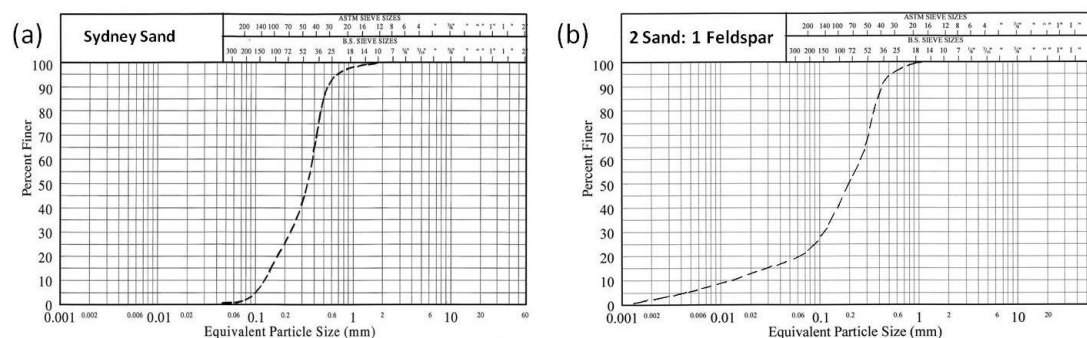 (a)
Sydney Sand
ASTM SIEVE SIZES
200 140 100 70 50 40 30 20 16 12 8 6 4
B.S. SIEVE SIZES
300 200 150 100 72 52 36 25 18 14 10 7
Percent Finer
100
90
80
70
60
50
40
30
20
10
0
0.001 0.002 0.006 0.01 0.02 0.06 0.1 0.2 0.6 1 2 6 10 20 60
Equivalent Particle Size (mm)
(b)
2 Sand: 1 Feldspar
ASTM SIEVE SIZES
200 140 100 70 50 40 30 20 16 12 8 6 4
B.S. SIEVE SIZES
300 200 150 100 72 52 36 25 18 14 10 7
Percent Finer
100
90
80
70
60
50
40
30
20
10
0
0.001 0.002 0.006 0.01 0.02 0.06 0.1 0.2 0.6 1 2 6 10 20
Equivalent Particle Size (mm)